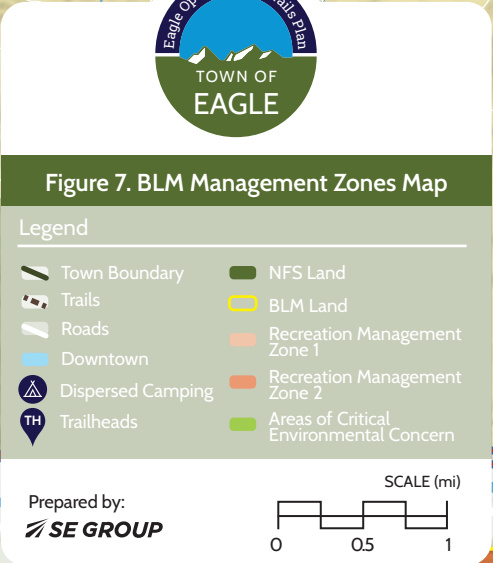 Eagle Op ails Plan
TOWN OF
EAGLE
Figure 7. BLM Management Zones Map
Legend
Town Boundary
Trails
Roads
Downtown
Dispersed Camping
TH Trailheads
NFS Land
BLM Land
Recreation Management
Zone 1
Recreation Management
Zone 2
Areas of Critical
Environmental Concern
Prepared by:
SE GROUP
SCALE (mi)
0 0.5 1